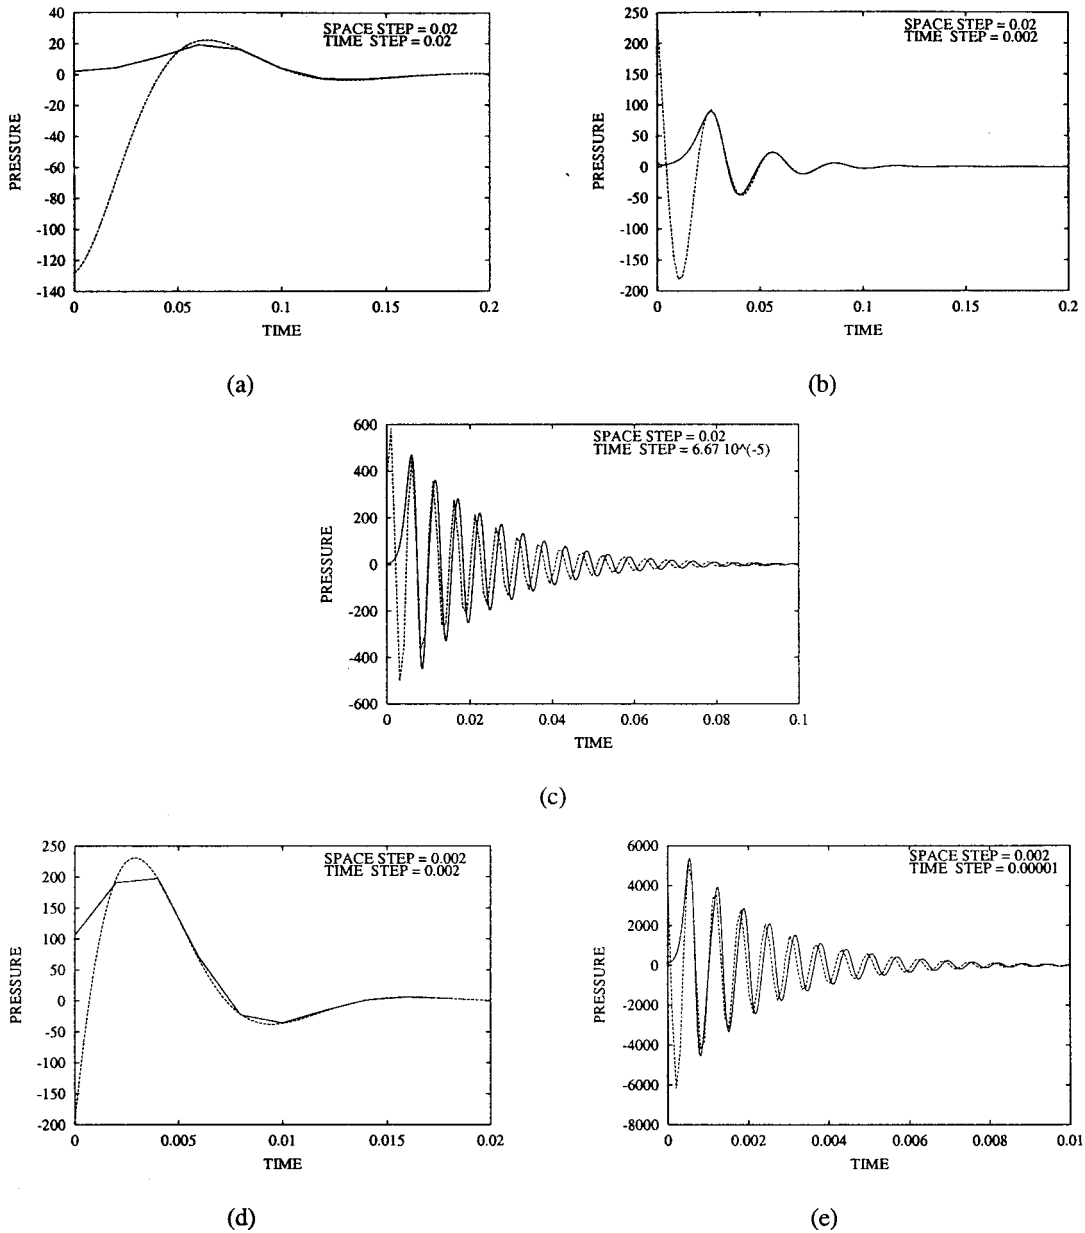 SPACE STEP = 0.02
TIME STEP = 0.02
40
20
0
-20
-40
-60
-80
-100
-120
-140
PRESSURE
0 0.05 0.1 0.15 0.2
TIME
(a)
SPACE STEP = 0.02
TIME STEP = 0.002
250
200
150
100
50
0
-50
-100
-150
-200
PRESSURE
0 0.05 0.1 0.15 0.2
TIME
(b)
SPACE STEP = 0.02
TIME STEP = 6.67 10^(-5)
600
400
200
0
-200
-400
-600
PRESSURE
0 0.02 0.04 0.06 0.08 0.1
TIME
(c)
SPACE STEP = 0.002
TIME STEP = 0.002
250
200
150
100
50
0
-50
-100
-150
-200
PRESSURE
0 0.005 0.01 0.015 0.02
TIME
(d)
SPACE STEP = 0.002
TIME STEP = 0.00001
6000
4000
2000
0
-2000
-4000
-6000
-8000
PRESSURE
0 0.002 0.004 0.006 0.008 0.01
TIME
(e)